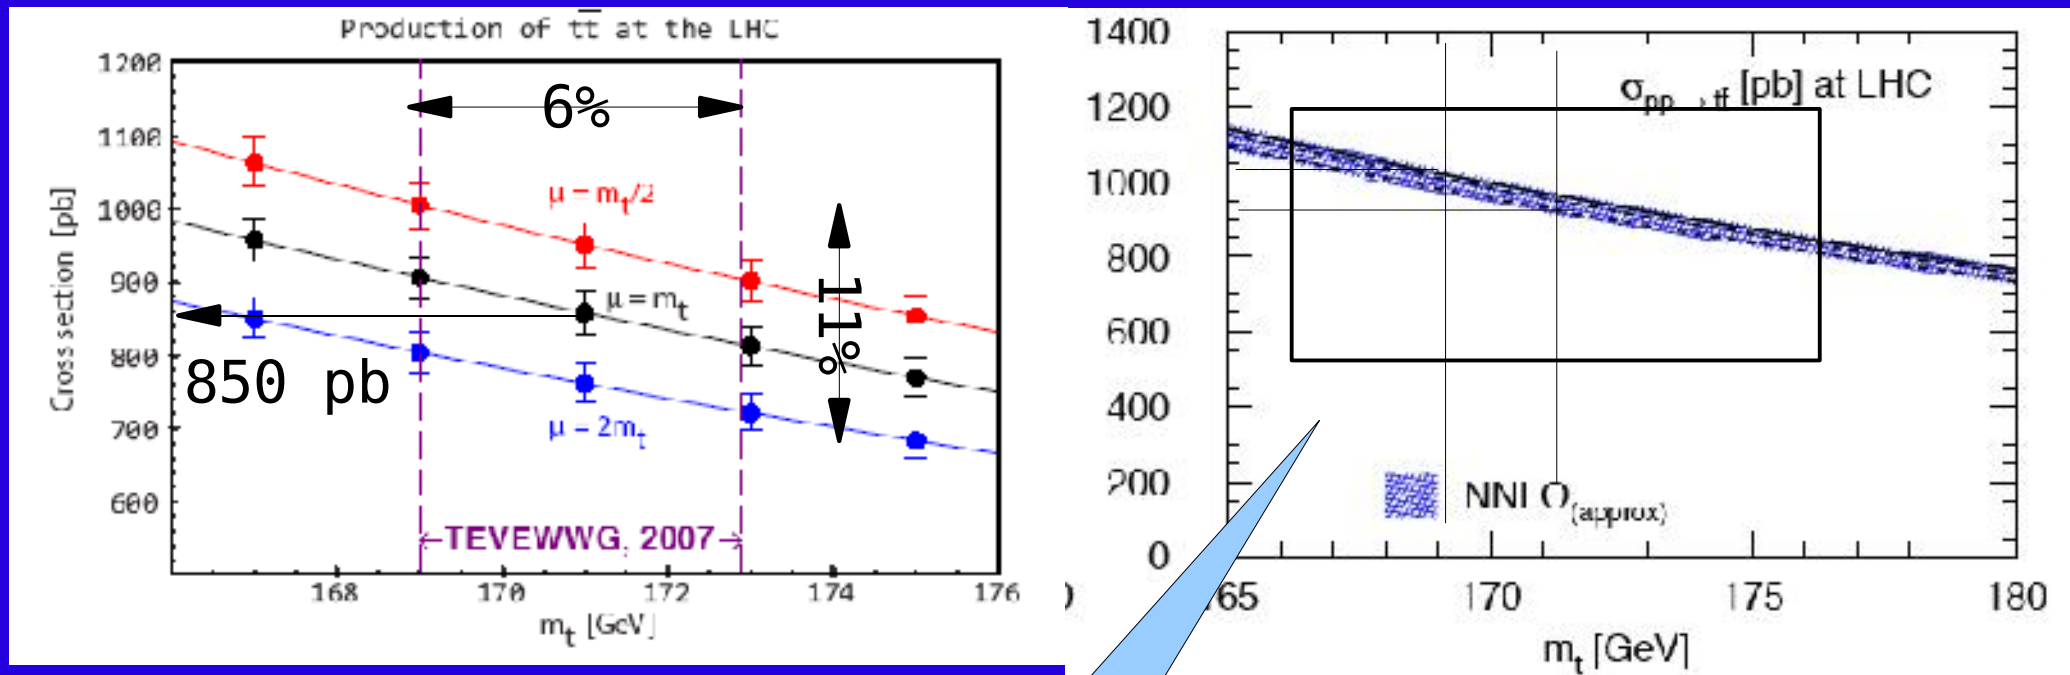 Production of tt at the LHC
1200
1100
1000
900
800
700
600
Cross section [pb]
6%
μ = mt/2
μ = mt
11%
850 pb
μ = 2mt
TEVEWWG, 2007
168 170 172 174 176
mt [GeV]
1400
1200
1000
800
600
400
200
0
σpp → tt [pb] at LHC
NNLO(approx)
165 170 175 180
mt [GeV]